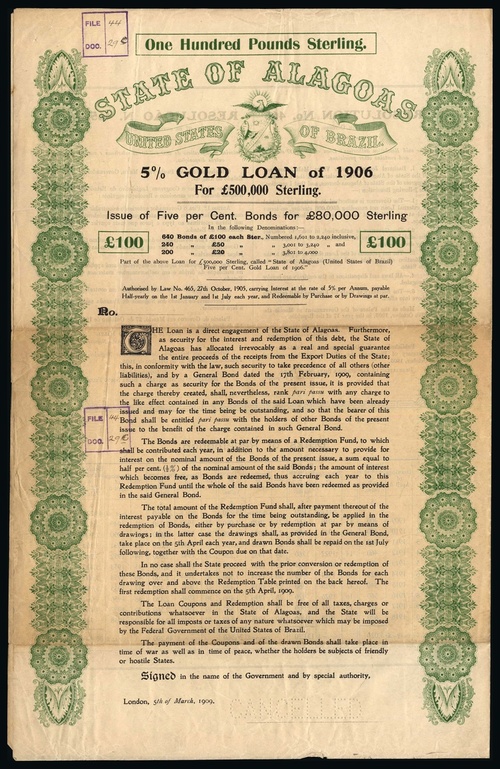 FILE 44
DOC. 29 C
One Hundred Pounds Sterling.
STATE OF ALAGOAS
UNITED STATES OF BRAZIL.
5% GOLD LOAN of 1906
For £500,000 Sterling.
Issue of Five per Cent. Bonds for £80,000 Sterling
In the following Denominations:—
£100 640 Bonds of £100 each Ster., Numbered 1,601 to 2,240 inclusive, £100
240 „ £50 „ „ 3,001 to 3,240 „ and
200 „ £20 „ „ 3,801 to 4,000
Part of the above Loan for £500,000 Sterling, called "State of Alagoas (United States of Brazil)
Five per Cent. Gold Loan of 1906."
Authorised by Law No. 465, 27th October, 1905, carrying Interest at the rate of 5% per Annum, payable
Half-yearly on the 1st January and 1st July each year, and Redeemable by Purchase or by Drawings at par.
No.
THE Loan is a direct engagement of the State of Alagoas. Furthermore,
as security for the interest and redemption of this debt, the State of
Alagoas has allocated irrevocably as a real and special guarantee
the entire proceeds of the receipts from the Export Duties of the State;
this, in conformity with the law, such security to take precedence of all others (other
liabilities), and by a General Bond dated the 17th February, 1909, containing
such a charge as security for the Bonds of the present issue, it is provided that
the charge thereby created, shall, nevertheless, rank pari passu with any charge to
the like effect contained in any Bonds of the said Loan which have been already
issued and may for the time being be outstanding, and so that the bearer of this
Bond shall be entitled pari passu with the holders of other Bonds of the present
issue to the benefit of the charge contained in such General Bond.
FILE 44
DOC. 29 C
The Bonds are redeemable at par by means of a Redemption Fund, to which
shall be contributed each year, in addition to the amount necessary to provide for
interest on the nominal amount of the Bonds of the present issue, a sum equal to
half per cent. (½%) of the nominal amount of the said Bonds; the amount of interest
which becomes free, as Bonds are redeemed, thus accruing each year to this
Redemption Fund until the whole of the said Bonds have been redeemed as provided
in the said General Bond.
The total amount of the Redemption Fund shall, after payment thereout of the
interest payable on the Bonds for the time being outstanding, be applied in the
redemption of Bonds, either by purchase or by redemption at par by means of
drawings; in the latter case the drawings shall, as provided in the General Bond,
take place on the 5th April each year, and drawn Bonds shall be repaid on the 1st July
following, together with the Coupon due on that date.
In no case shall the State proceed with the prior conversion or redemption of
these Bonds, and it undertakes not to increase the number of the Bonds for each
drawing over and above the Redemption Table printed on the back hereof. The
first redemption shall commence on the 5th April, 1909.
The Loan Coupons and Redemption shall be free of all taxes, charges or
contributions whatsoever in the State of Alagoas, and the State will be
responsible for all imposts or taxes of any nature whatsoever which may be imposed
by the Federal Government of the United States of Brazil.
The payment of the Coupons and of the drawn Bonds shall take place in
time of war as well as in time of peace, whether the holders be subjects of friendly
or hostile States.
Signed in the name of the Government and by special authority,
London, 5th of March, 1909.
CANCELLED